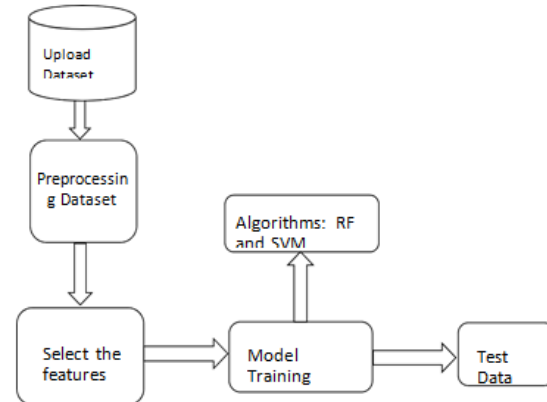 Upload
Dataset
Preprocessin
g Dataset
Algorithms: RF
and SVM
Select the
features
Model
Training
Test
Data